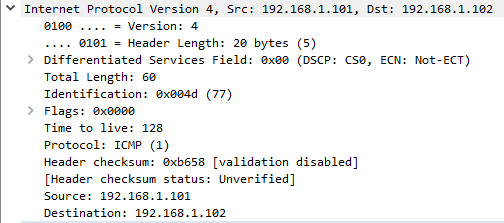 Internet Protocol Version 4, Src: 192.168.1.101, Dst: 192.168.1.102
0100 .... = Version: 4
.... 0101 = Header Length: 20 bytes (5)
Differentiated Services Field: 0x00 (DSCP: CS0, ECN: Not-ECT)
Total Length: 60
Identification: 0x004d (77)
Flags: 0x0000
Time to live: 128
Protocol: ICMP (1)
Header checksum: 0xb658 [validation disabled]
[Header checksum status: Unverified]
Source: 192.168.1.101
Destination: 192.168.1.102